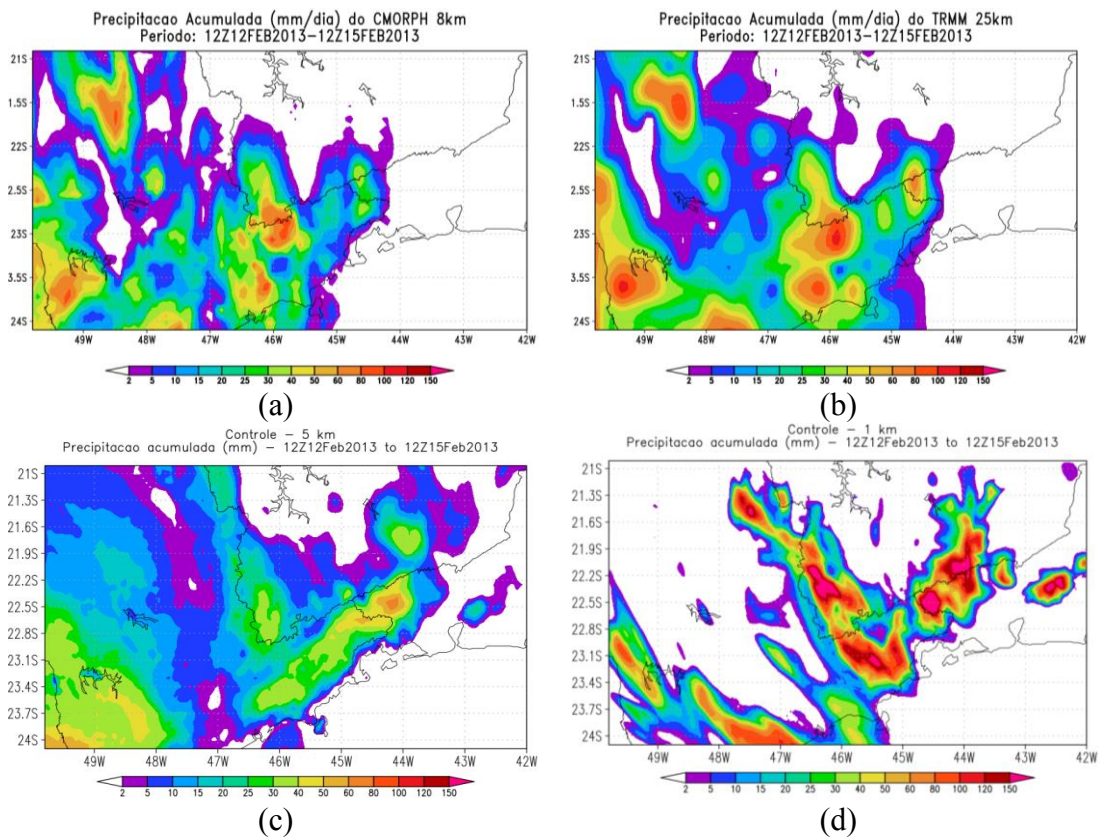 Precipitacao Acumulada (mm/dia) do CMORPH 8km
Periodo: 12Z12FEB2013-12Z15FEB2013
21S
1.5S
22S
2.5S
23S
3.5S
24S
49W 48W 47W 46W 45W 44W 43W 42W
2 5 10 15 20 25 30 40 50 60 80 100 120 150
(a)
Precipitacao Acumulada (mm/dia) do TRMM 25km
Periodo: 12Z12FEB2013-12Z15FEB2013
21S
1.5S
22S
2.5S
23S
3.5S
24S
49W 48W 47W 46W 45W 44W 43W 42W
2 5 10 15 20 25 30 40 50 60 80 100 120 150
(b)
Controle - 5 km
Precipitacao acumulada (mm) - 12Z12Feb2013 to 12Z15Feb2013
21S
21.3S
21.6S
21.9S
22.2S
22.5S
22.8S
23.1S
23.4S
23.7S
24S
49W 48W 47W 46W 45W 44W 43W 42W
2 5 10 15 20 25 30 40 50 60 80 100 120 150
(c)
Controle - 1 km
Precipitacao acumulada (mm) - 12Z12Feb2013 to 12Z15Feb2013
21S
21.3S
21.6S
21.9S
22.2S
22.5S
22.8S
23.1S
23.4S
23.7S
24S
49W 48W 47W 46W 45W 44W 43W 42W
2 5 10 15 20 25 30 40 50 60 80 100 120 150
(d)